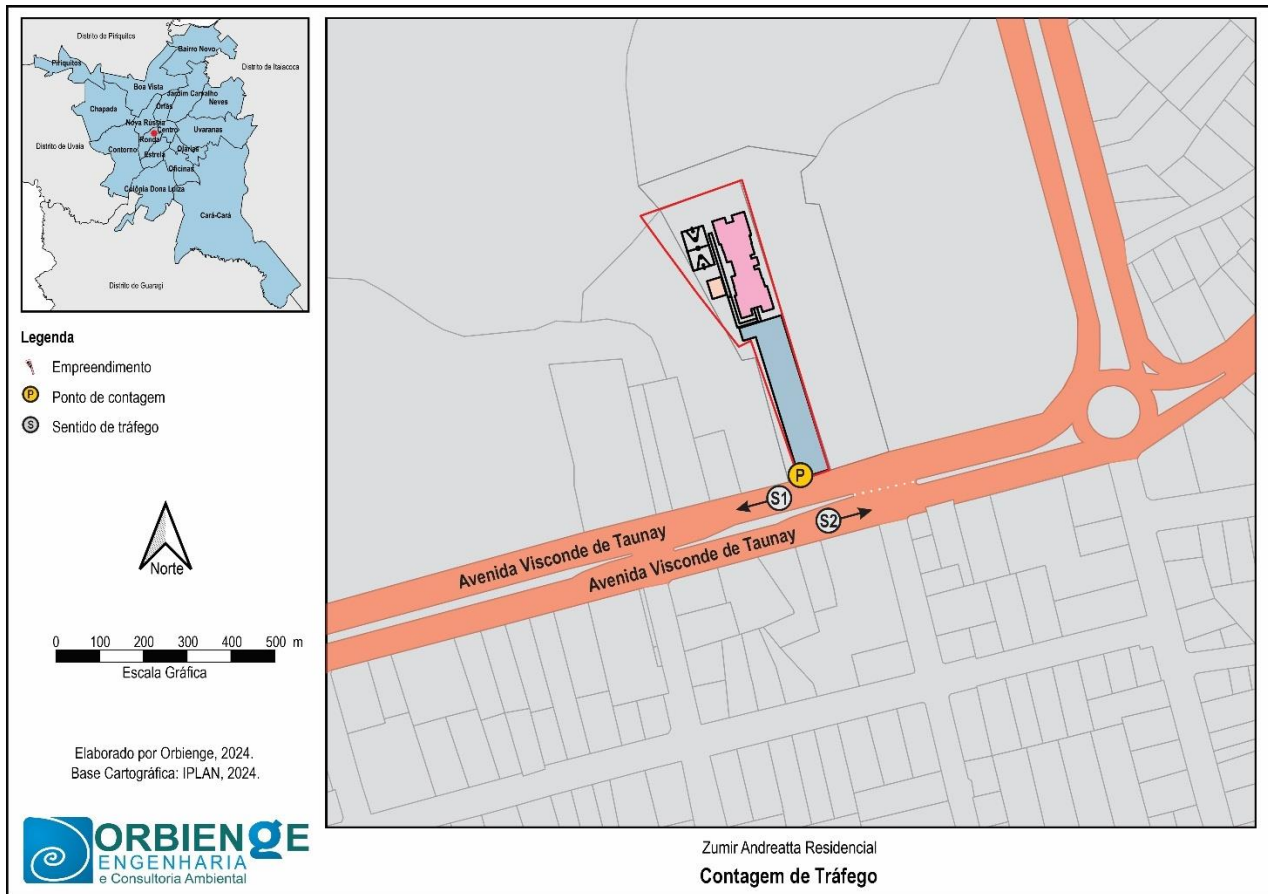 Distrito de Piriquitos
Bairro Novo
Distrito de Itaiacoca
Piriquitos
Boa Vista
Jardim Carvalho
Órfãs
Neves
Chapada
Nova Rússia
Centro
Uvaranas
Ronda
Distrito de Uvaia
Contorno
Estrela
Olarias
Oficinas
Colônia Dona Luiza
Cará-Cará
Distrito de Guaragi
Legenda
Empreendimento
P Ponto de contagem
S Sentido de tráfego
Norte
0 100 200 300 400 500 m
Escala Gráfica
Elaborado por Orbienge, 2024.
Base Cartográfica: IPLAN, 2024.
ORBIENGE
ENGENHARIA
e Consultoria Ambiental
P
S1
S2
Avenida Visconde de Taunay
Avenida Visconde de Taunay
Zumir Andreatta Residencial
Contagem de Tráfego